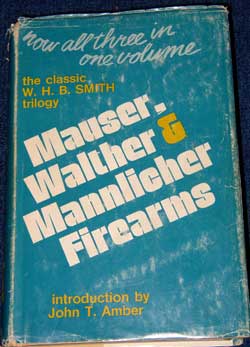 now all three in
one volume
the classic
W. H. B. SMITH
trilogy
Mauser,
Walther &
Mannlicher
Firearms
introduction by
John T. Amber